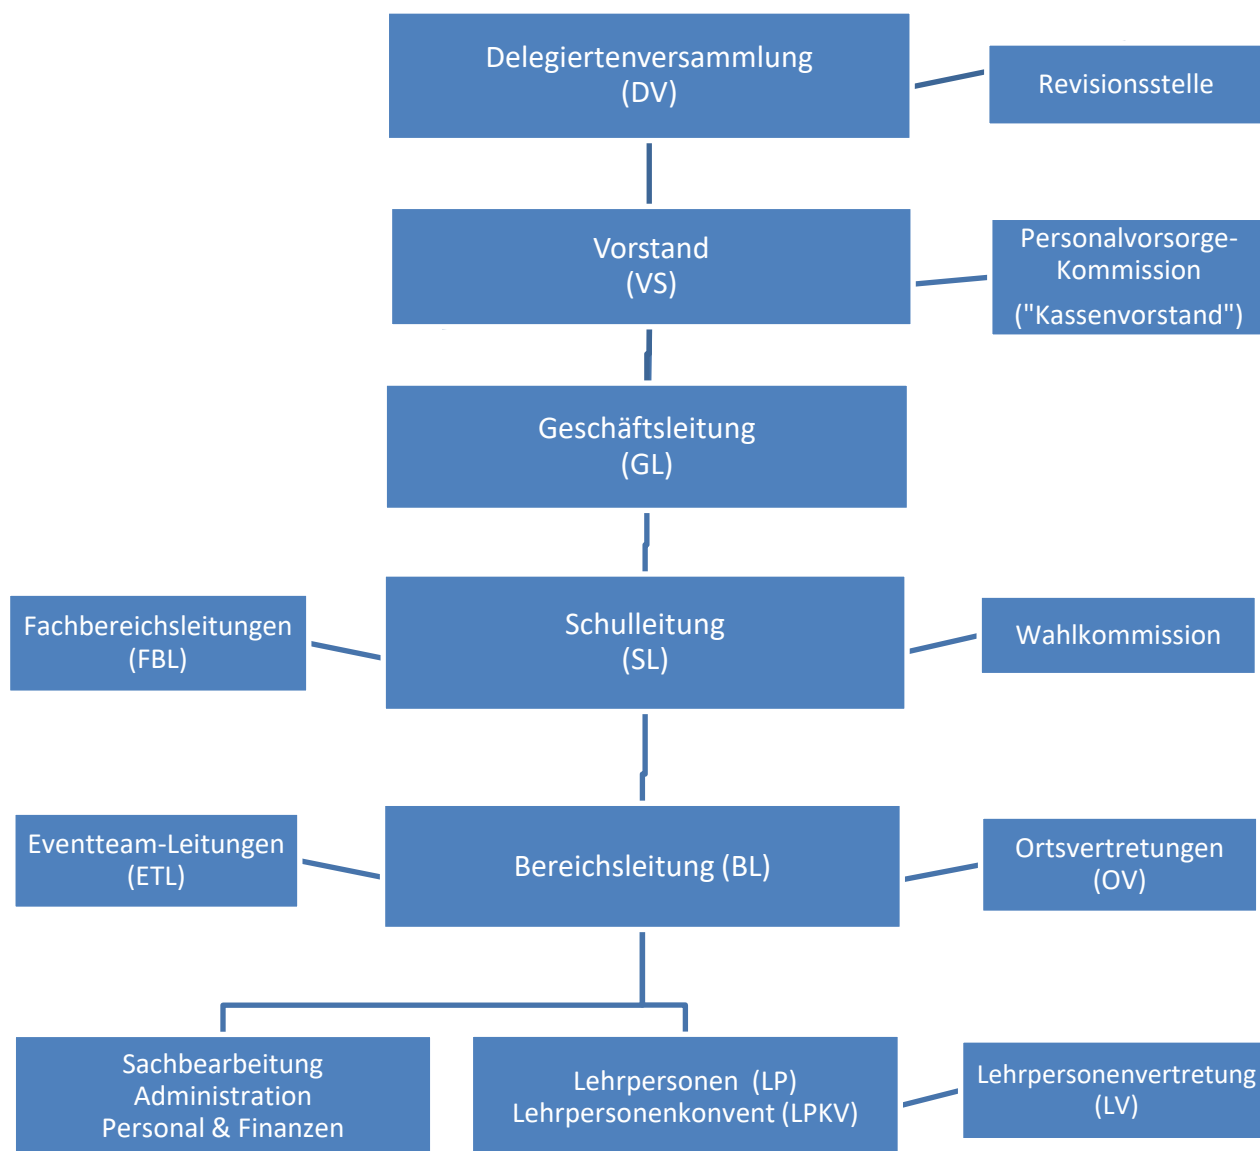 Delegiertenversammlung
(DV)
Revisionsstelle
Vorstand
(VS)
Personalvorsorge-
Kommission
("Kassenvorstand")
Geschäftsleitung
(GL)
Fachbereichsleitungen
(FBL)
Schulleitung
(SL)
Wahlkommission
Eventteam-Leitungen
(ETL)
Bereichsleitung (BL)
Ortsvertretungen
(OV)
Sachbearbeitung
Administration
Personal & Finanzen
Lehrpersonen  (LP)
Lehrpersonenkonvent (LPKV)
Lehrpersonenvertretung
(LV)